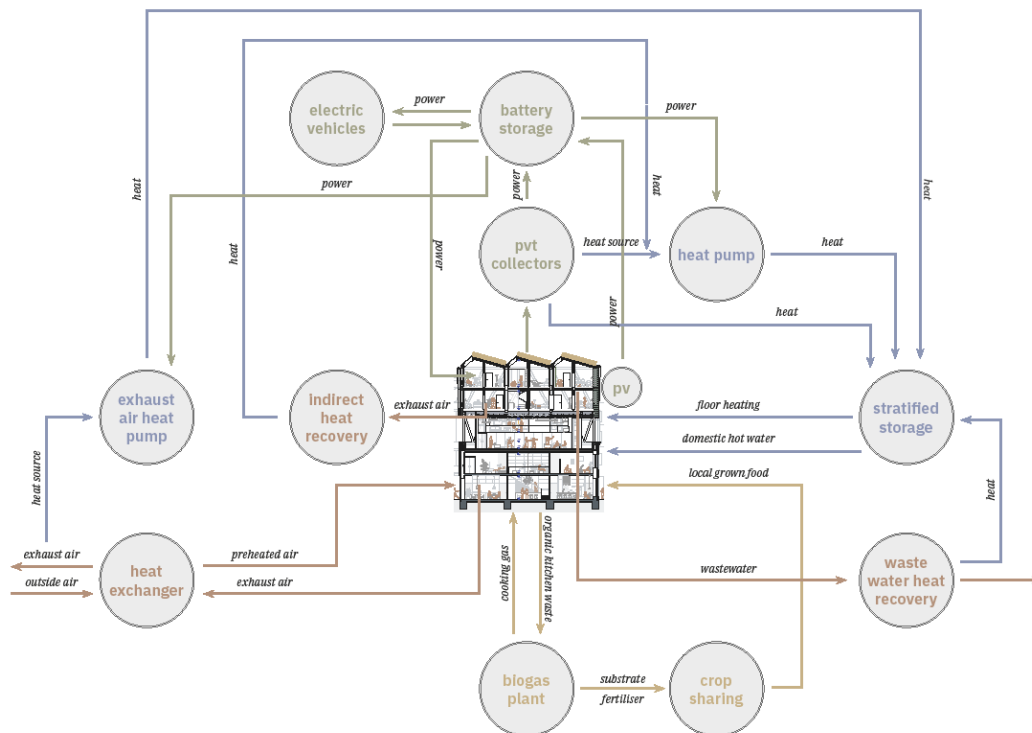 electric
vehicles
power
battery
storage
power
heat
power
power
heat
heat
heat
power
pvt
collectors
heat source
heat pump
heat
power
heat
pv
exhaust
air heat
pump
indirect
heat
recovery
exhaust air
floor heating
domestic hot water
local grown food
stratified
storage
heat source
heat
exhaust air
outside air
heat
exchanger
preheated air
exhaust air
cooking gas
organic kitchen waste
wastewater
waste
water heat
recovery
biogas
plant
substrate
fertiliser
crop
sharing